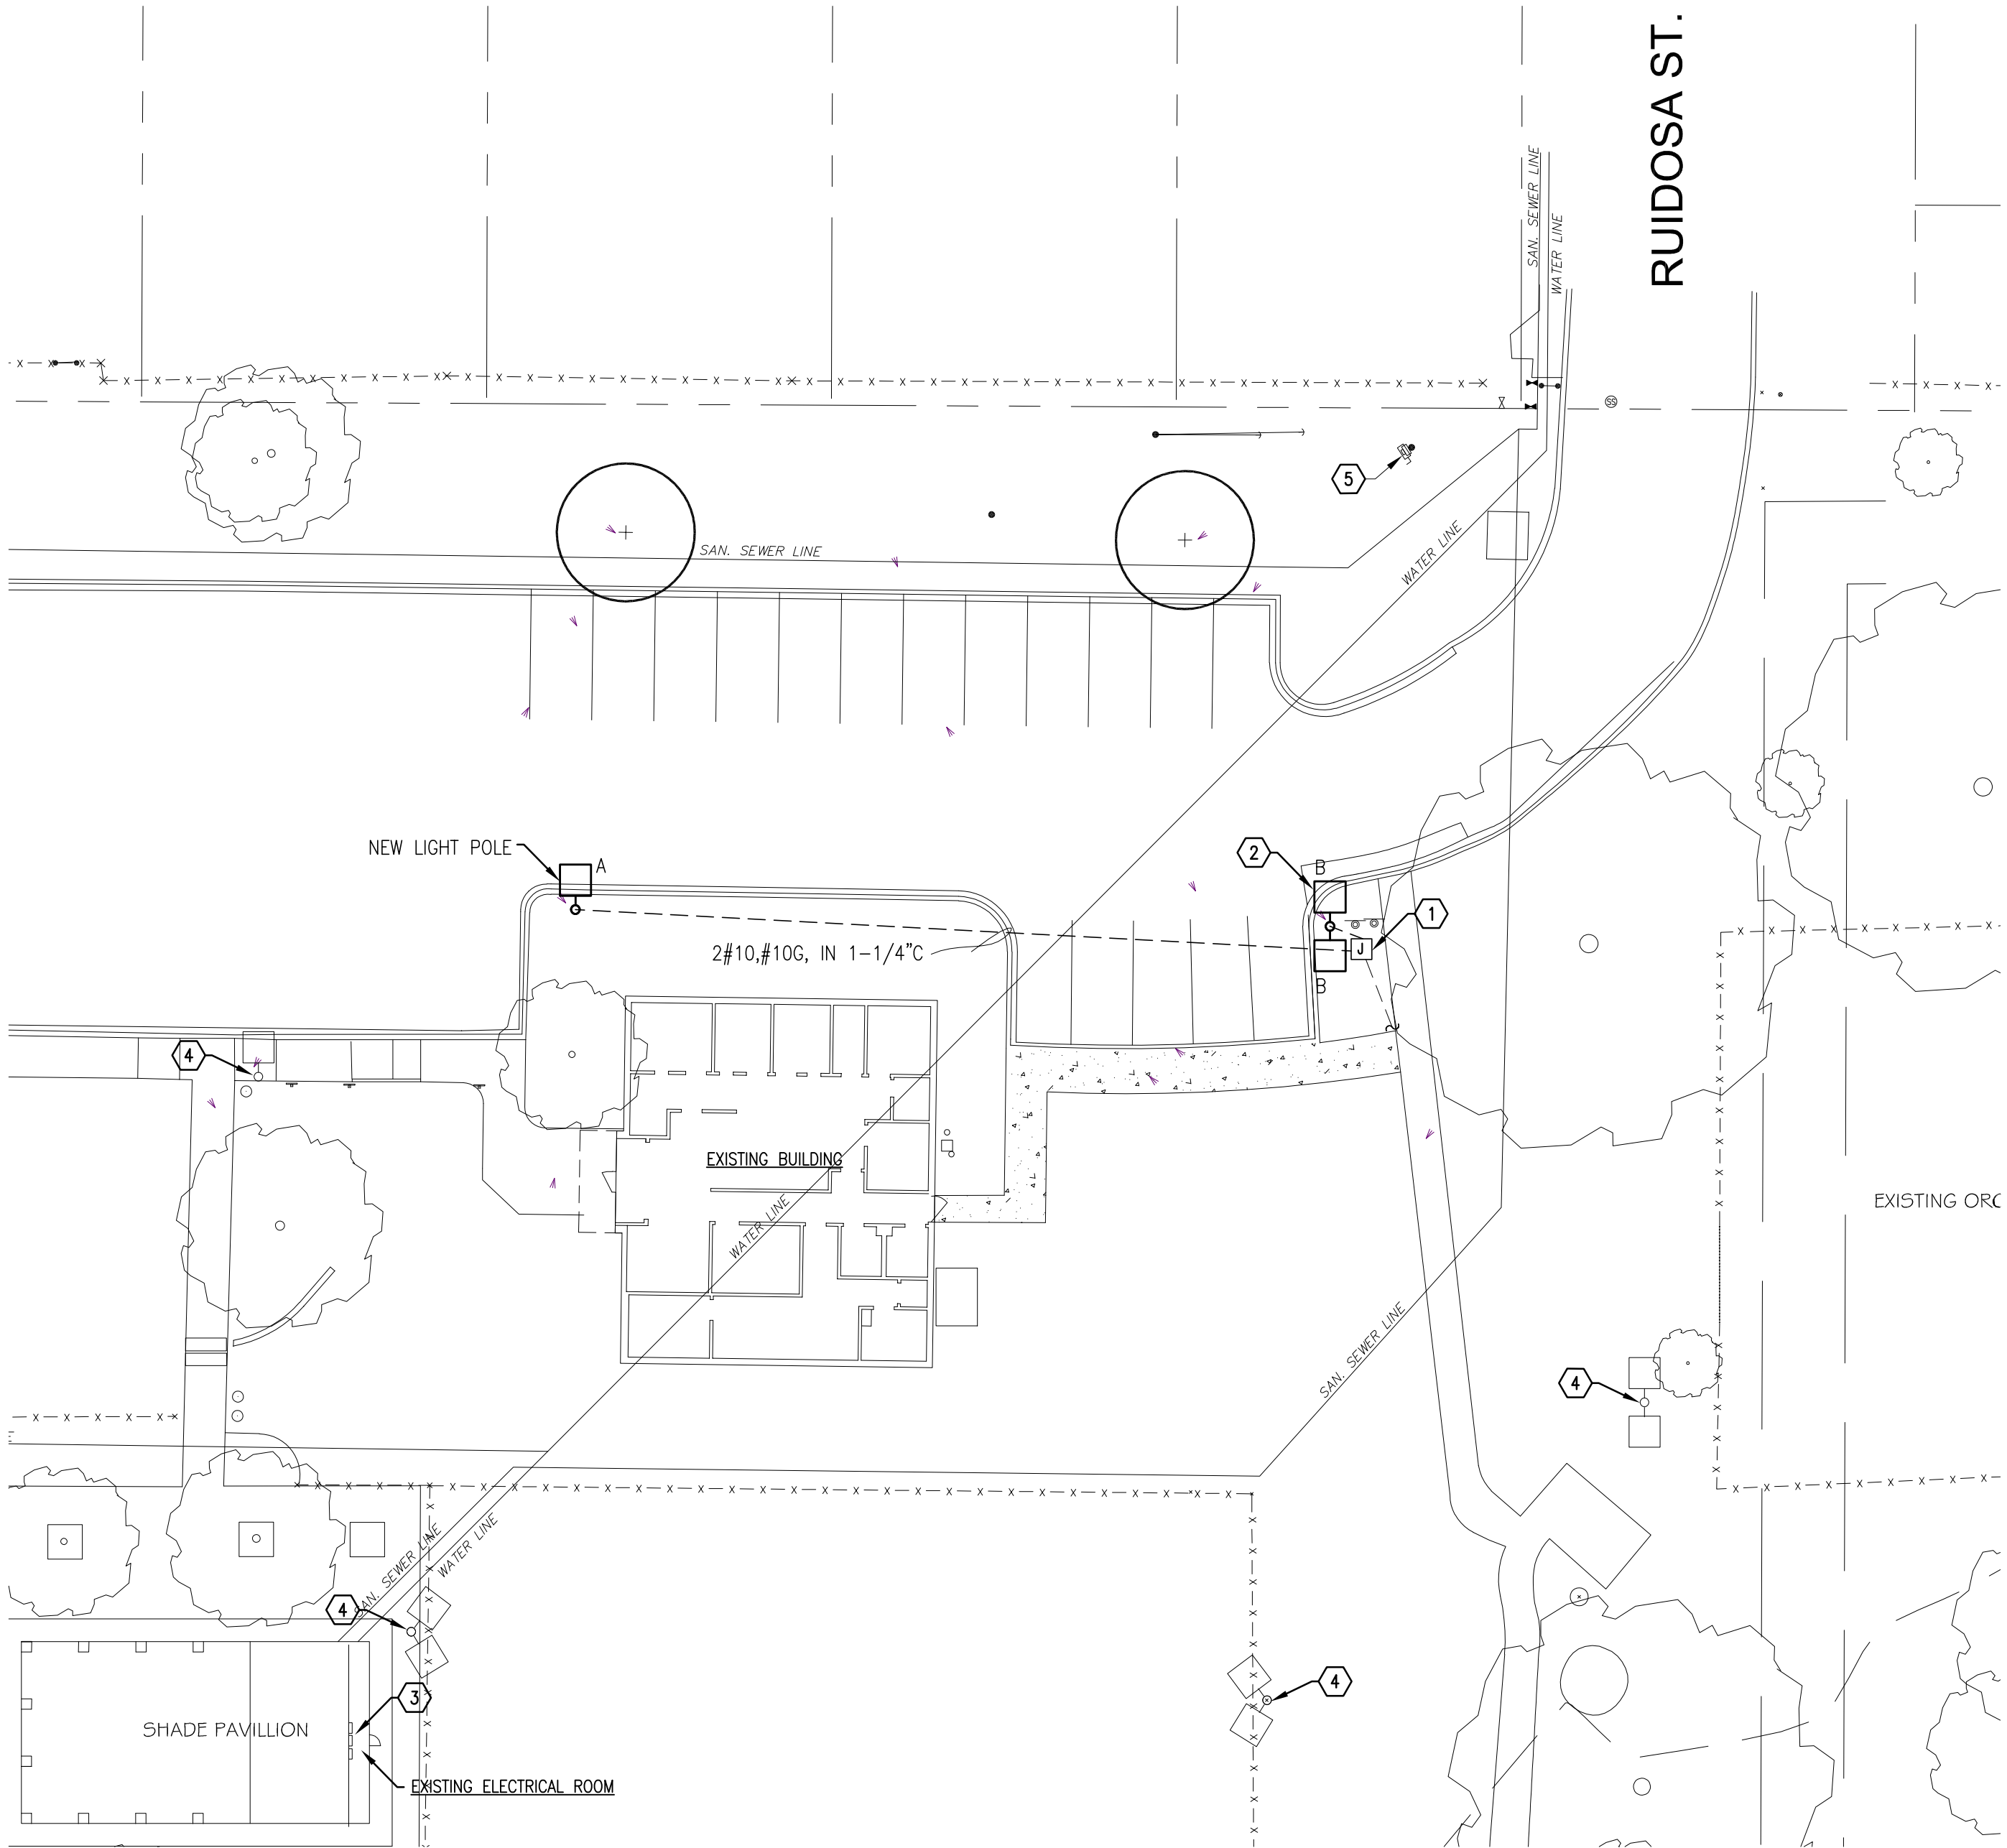 RUIDOSA ST.
SAN. SEWER LINE
WATER LINE
SS
5
SAN. SEWER LINE
WATER LINE
NEW LIGHT POLE
A
2
B
1
2#10,#10G, IN 1-1/4"C
J
B
4
EXISTING BUILDING
EXISTING ORC
WATER LINE
SAN. SEWER LINE
4
E
SAN. SEWER LINE
WATER LINE
4
4
3
SHADE PAVILLION
EXISTING ELECTRICAL ROOM